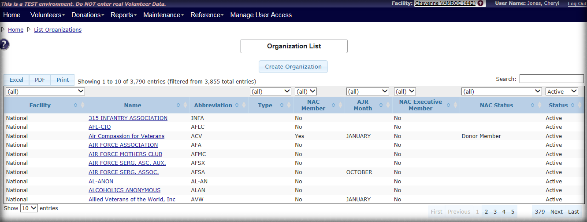 This is a TEST environment. Do NOT enter real Volunteer Data.
Facility: User Name: Jones, Cheryl Log Out
Home Volunteers Donations Reports Maintenance Reference Manage User Access
Home List Organizations
?
Organization List
Create Organization
Excel PDF Print Showing 1 to 10 of 3,790 entries (filtered from 3,855 total entries) Search:
(all) (all) (all) (all) (all) (all) Active
Facility Name Abbreviation Type NAC Member AJR Month NAC Executive Member NAC Status Status
National 315 INFANTRY ASSOCIATION INFA No No Active
National AFL-CIO AFLC No No Active
National Air Compassion for Veterans ACV Yes JANUARY No Donor Member Active
National AIR FORCE ASSOCIATION AFA No No Active
National AIR FORCE MOTHERS CLUB AFMC No No Active
National AIR FORCE SERG. ASC. AUX. AFSX No No Active
National AIR FORCE SERG. ASSOC. AFSA No OCTOBER No Active
National AL-ANON AL-AN No No Active
National ALCOHOLICS ANONYMOUS ALAN No No Active
National Allied Veterans of the World, Inc AVW No JANUARY No Active
Show 10 entries First Previous 1 2 3 4 5 379 Next Last